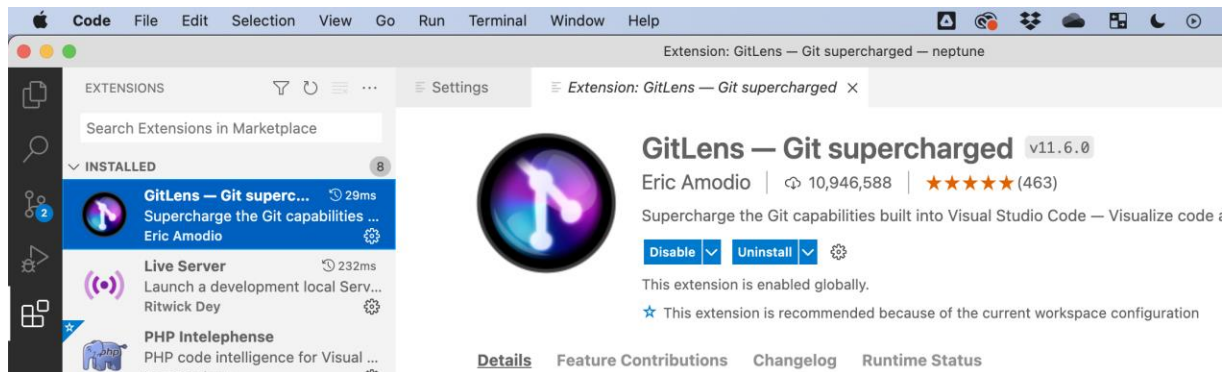 Code File Edit Selection View Go Run Terminal Window Help
Extension: GitLens — Git supercharged — neptune
EXTENSIONS
Settings
Extension: GitLens — Git supercharged
Search Extensions in Marketplace
INSTALLED 8
GitLens — Git superc... 29ms
Supercharge the Git capabilities ...
Eric Amodio
2
Live Server 232ms
Launch a development local Serv...
Ritwick Dey
php
PHP Intelephense
PHP code intelligence for Visual ...
GitLens — Git supercharged v11.6.0
Eric Amodio | 10,946,588 | ★★★★★ (463)
Supercharge the Git capabilities built into Visual Studio Code — Visualize code
Disable Uninstall
This extension is enabled globally.
This extension is recommended because of the current workspace configuration
Details Feature Contributions Changelog Runtime Status